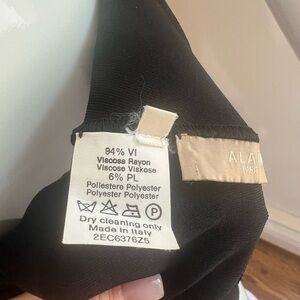 94% VI
Viscosa Rayon
Viscose Viskose
6% PL
Poliestere Polyester
Polyester Polyester
P
Dry cleaning only
Made in Italy
2EC6376Z5